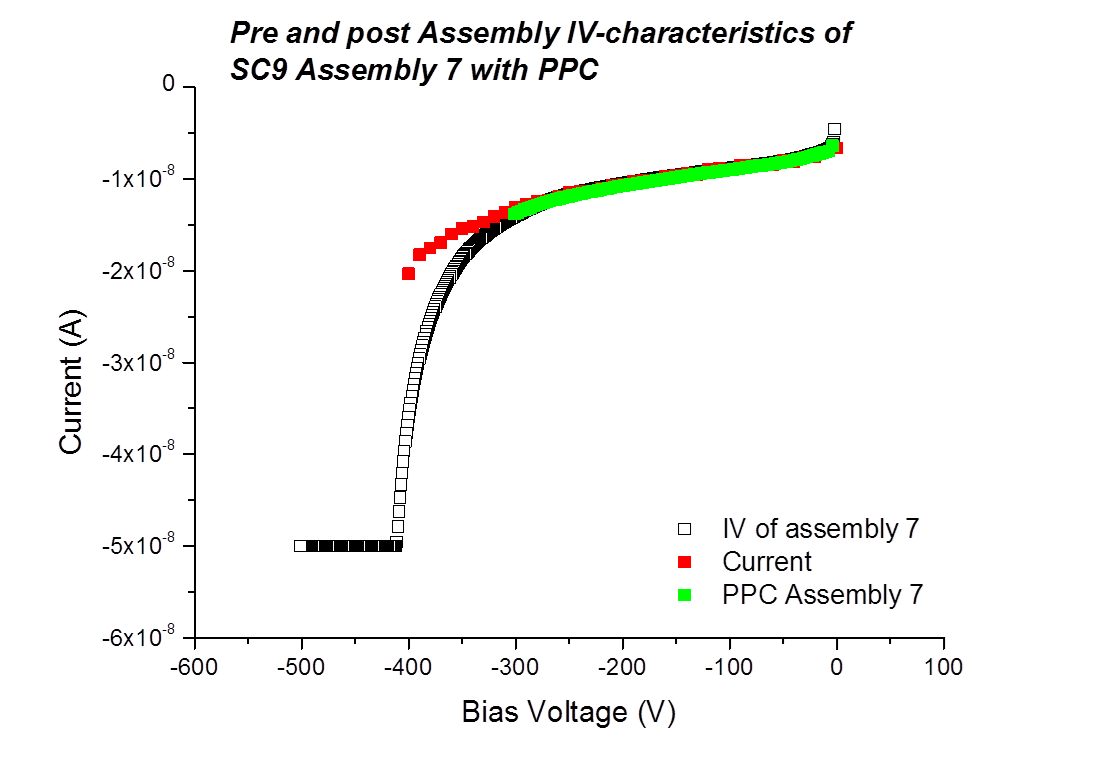 Pre and post Assembly IV-characteristics of
SC9 Assembly 7 with PPC
0
-1x10⁻⁸
-2x10⁻⁸
-3x10⁻⁸
-4x10⁻⁸
-5x10⁻⁸
-6x10⁻⁸
Current (A)
IV of assembly 7
Current
PPC Assembly 7
-600 -500 -400 -300 -200 -100 0 100
Bias Voltage (V)